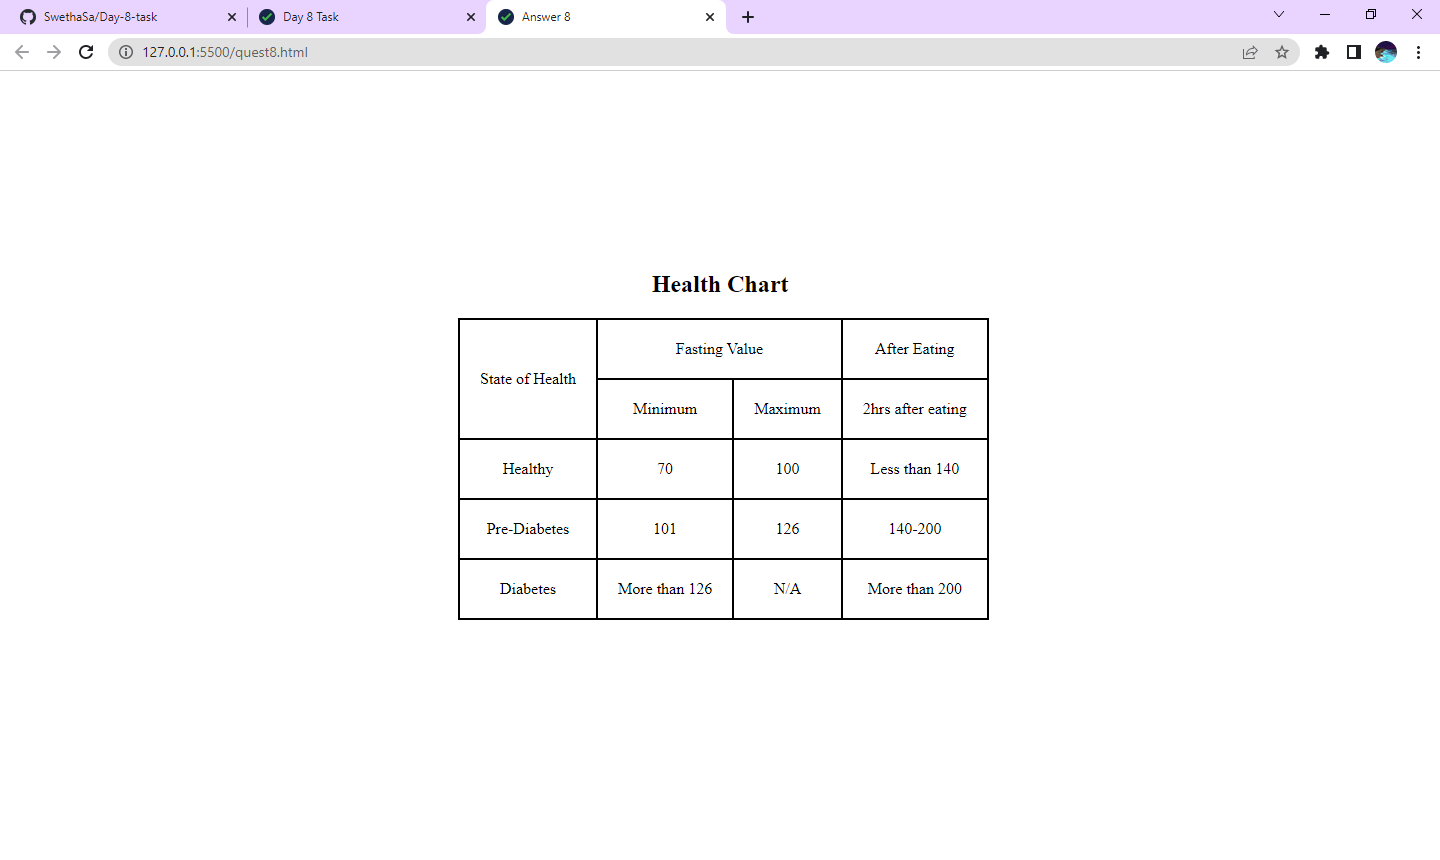 SwethaSa/Day-8-task
Day 8 Task
Answer 8
127.0.0.1:5500/quest8.html
Health Chart
State of Health
Fasting Value
After Eating
Minimum
Maximum
2hrs after eating
Healthy
70
100
Less than 140
Pre-Diabetes
101
126
140-200
Diabetes
More than 126
N/A
More than 200